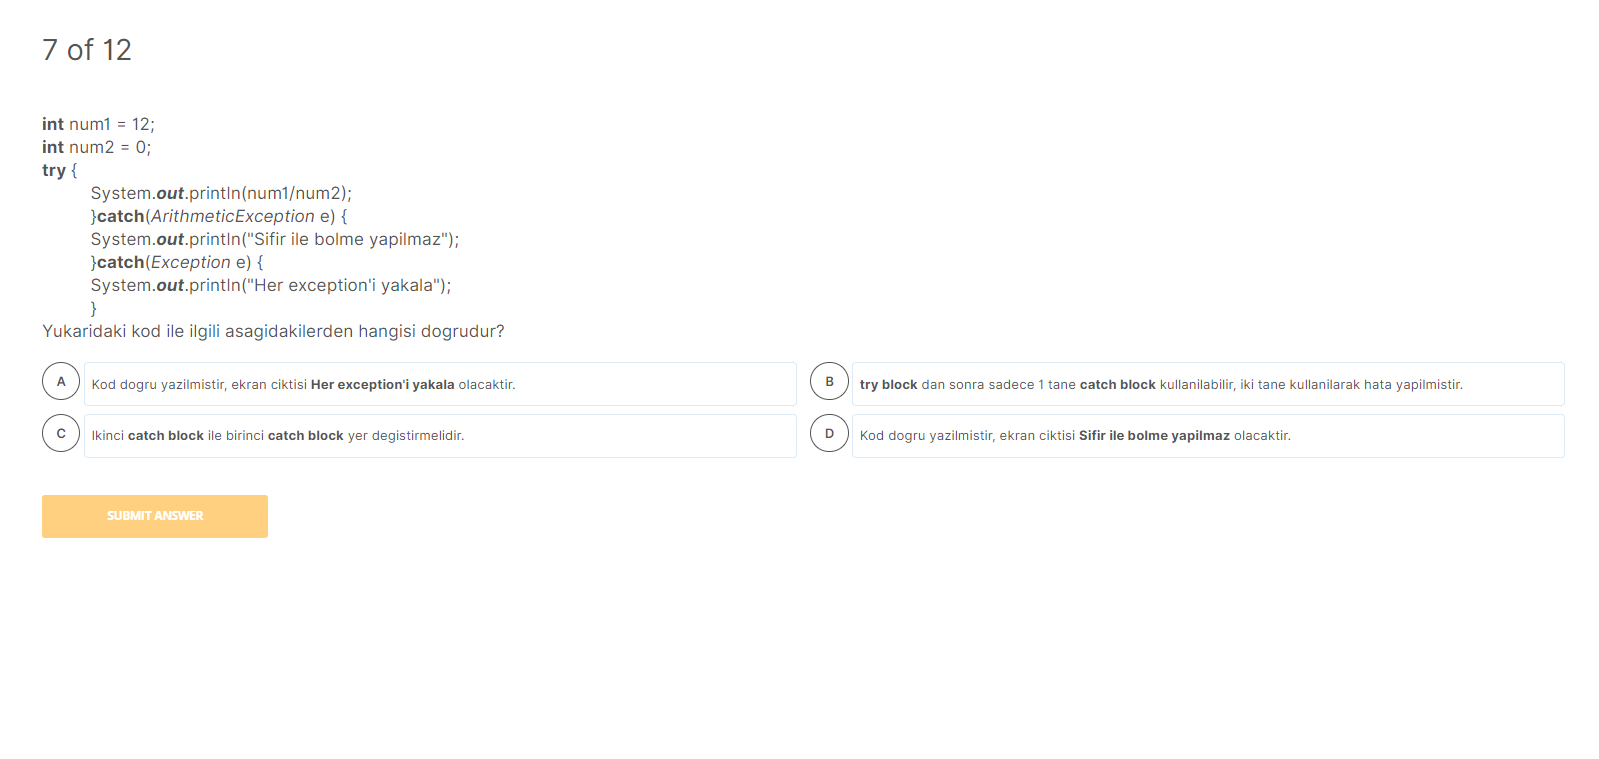 7 of 12
int num1 = 12;
int num2 = 0;
try {
System.out.println(num1/num2);
}catch(ArithmeticException e) {
System.out.println("Sifir ile bolme yapilmaz");
}catch(Exception e) {
System.out.println("Her exception'i yakala");
}
Yukaridaki kod ile ilgili asagidakilerden hangisi dogrudur?
A Kod dogru yazilmistir, ekran ciktisi Her exception'i yakala olacaktir.
B try block dan sonra sadece 1 tane catch block kullanilabilir, iki tane kullanilarak hata yapilmistir.
C Ikinci catch block ile birinci catch block yer degistirmelidir.
D Kod dogru yazilmistir, ekran ciktisi Sifir ile bolme yapilmaz olacaktir.
SUBMIT ANSWER